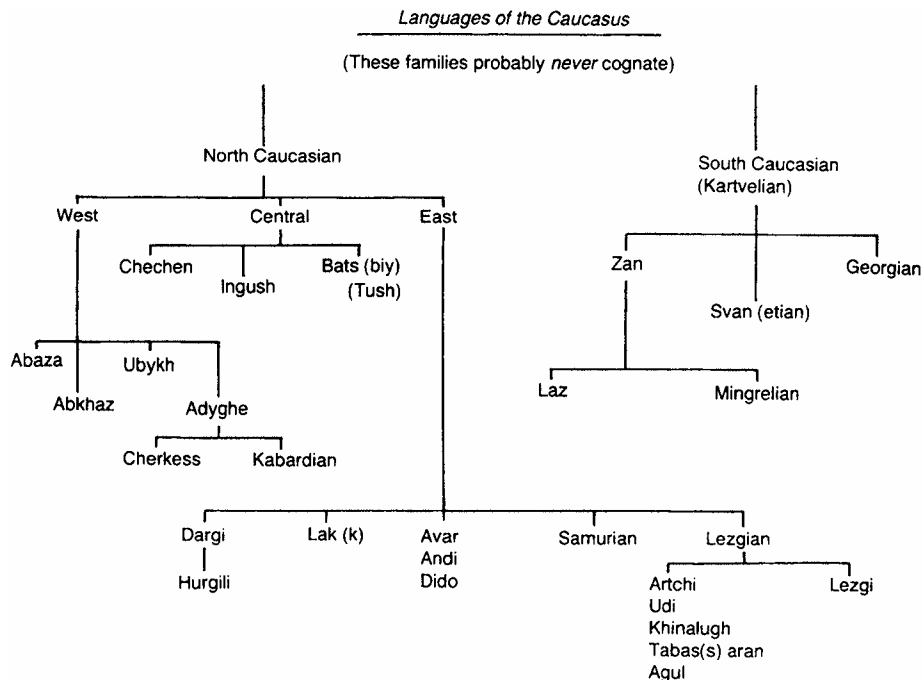 Languages of the Caucasus
(These families probably never cognate)
North Caucasian
South Caucasian
(Kartvelian)
West
Central
East
Chechen
Ingush
Bats (biy)
(Tush)
Zan
Georgian
Svan (etian)
Abaza
Ubykh
Abkhaz
Adyghe
Laz
Mingrelian
Cherkess
Kabardian
Dargi
Lak (k)
Avar
Andi
Dido
Samurian
Lezgian
Hurgili
Artchi
Udi
Khinalugh
Tabas(s) aran
Agul
Lezgi